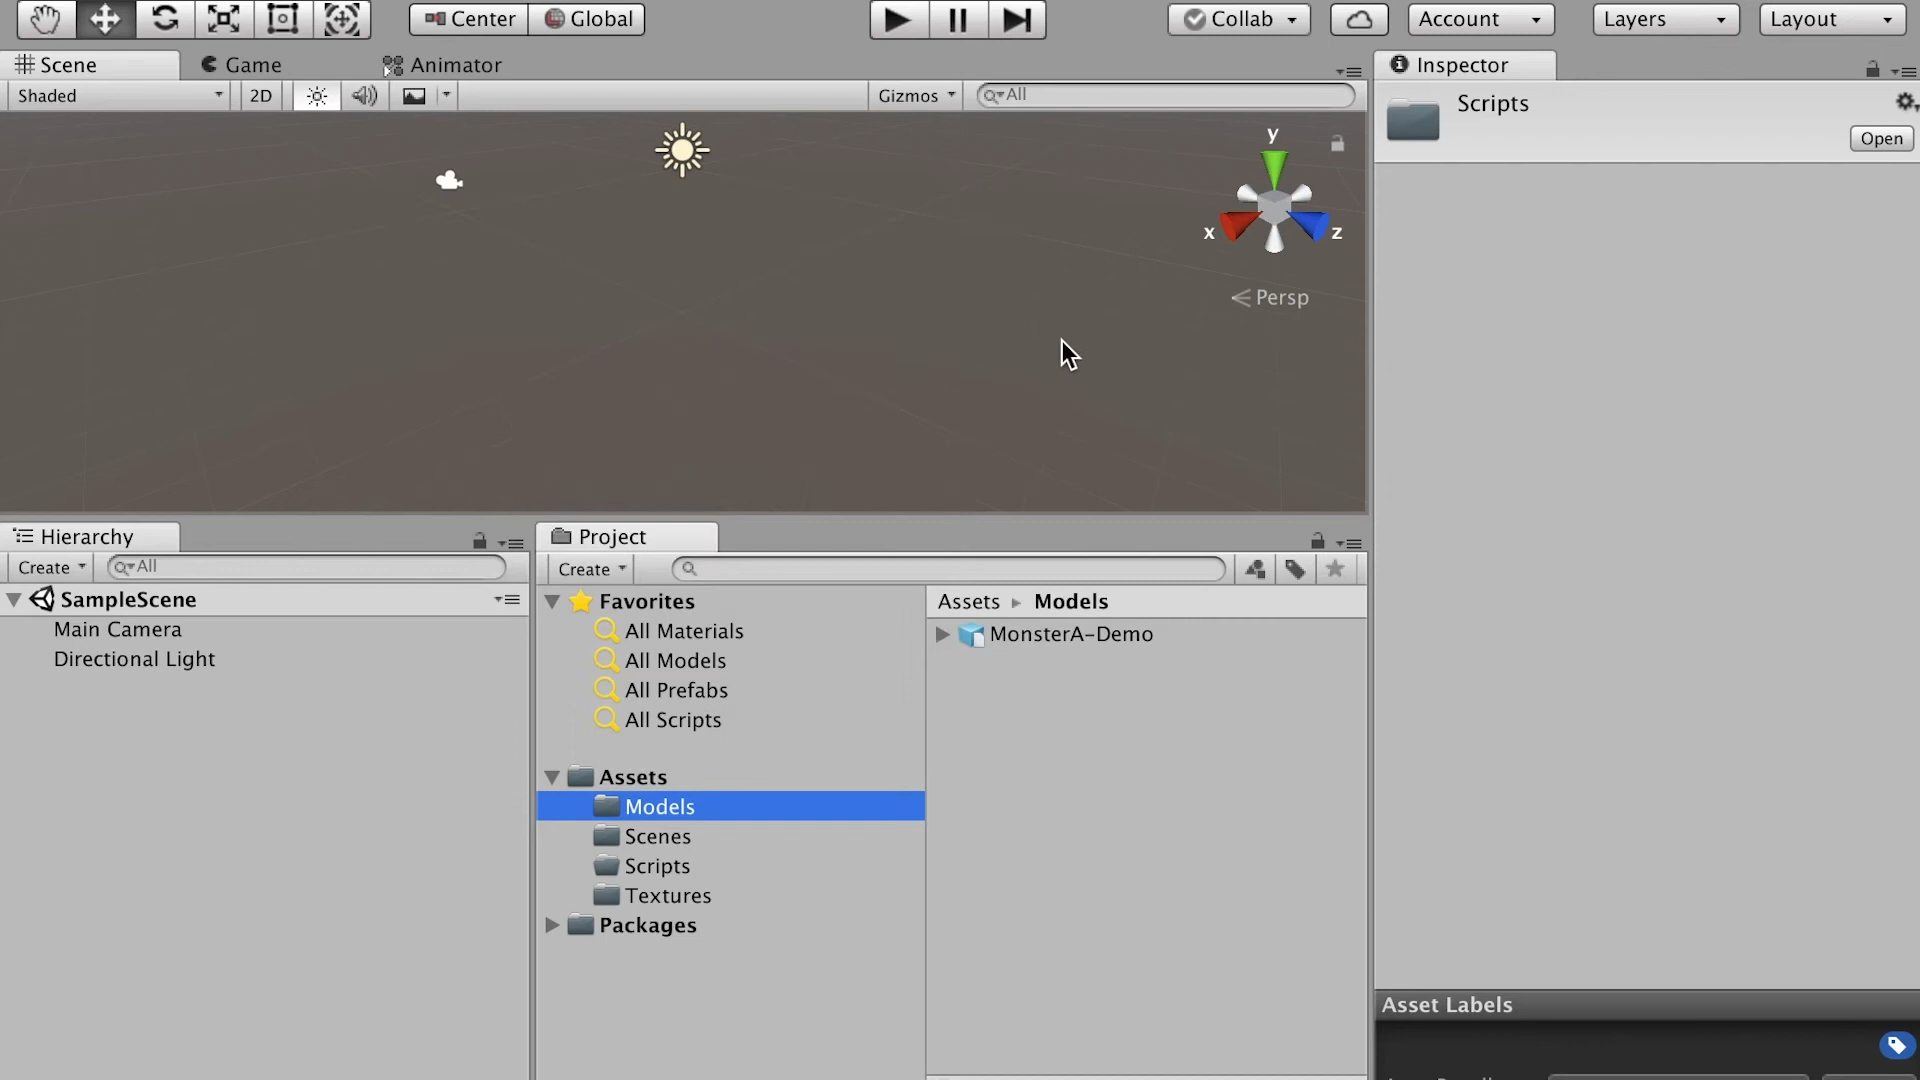 Center Global Collab Account Layers Layout
Scene Game Animator
Shaded 2D Gizmos All
y
x z
Persp
Inspector
Scripts
Open
Hierarchy
Create All
SampleScene
Main Camera
Directional Light
Project
Create
Favorites
All Materials
All Models
All Prefabs
All Scripts
Assets
Models
Scenes
Scripts
Textures
Packages
Assets Models
MonsterA-Demo
Asset Labels